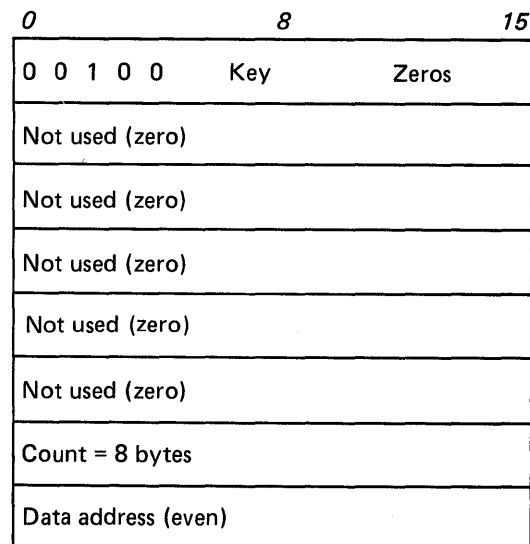 0 8 15
0 0 1 0 0 Key Zeros
Not used (zero)
Not used (zero)
Not used (zero)
Not used (zero)
Not used (zero)
Count = 8 bytes
Data address (even)